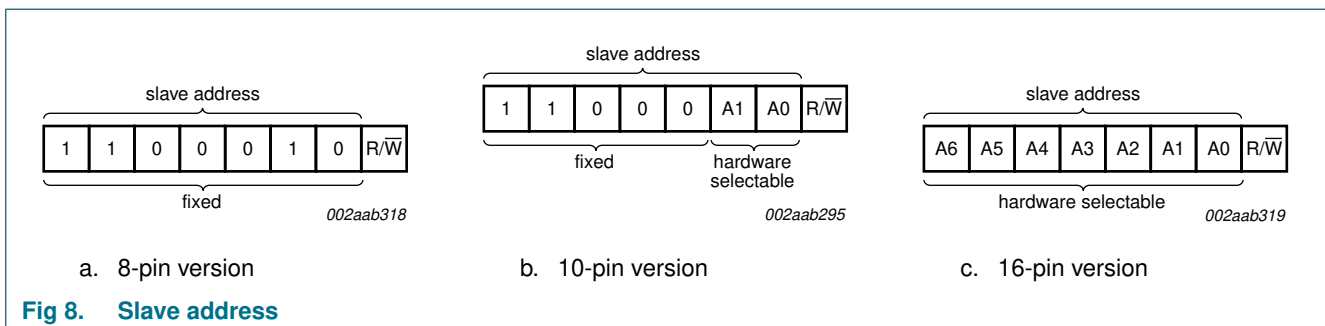 slave address
1 1 0 0 0 1 0 R/W̅
fixed
002aab318
a. 8-pin version
slave address
1 1 0 0 0 A1 A0 R/W̅
fixed
hardware
selectable
002aab295
b. 10-pin version
slave address
A6 A5 A4 A3 A2 A1 A0 R/W̅
hardware selectable
002aab319
c. 16-pin version
Fig 8. Slave address